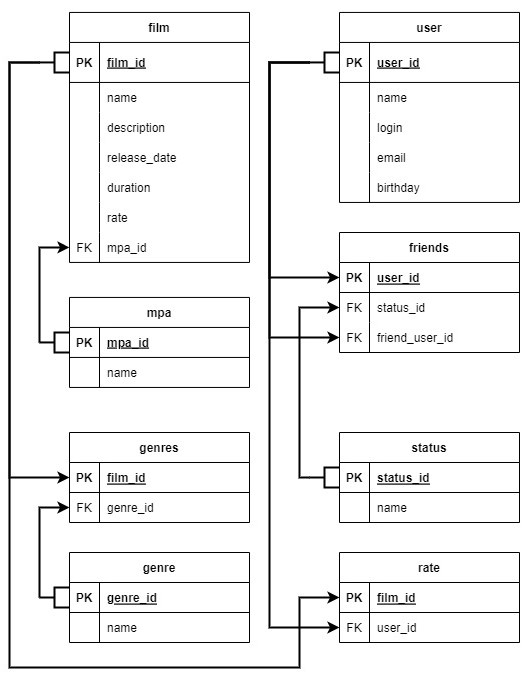 film
PK film_id
name
description
release_date
duration
rate
FK mpa_id
mpa
PK mpa_id
name
genres
PK film_id
FK genre_id
genre
PK genre_id
name
user
PK user_id
name
login
email
birthday
friends
PK user_id
FK status_id
FK friend_user_id
status
PK status_id
name
rate
PK film_id
FK user_id